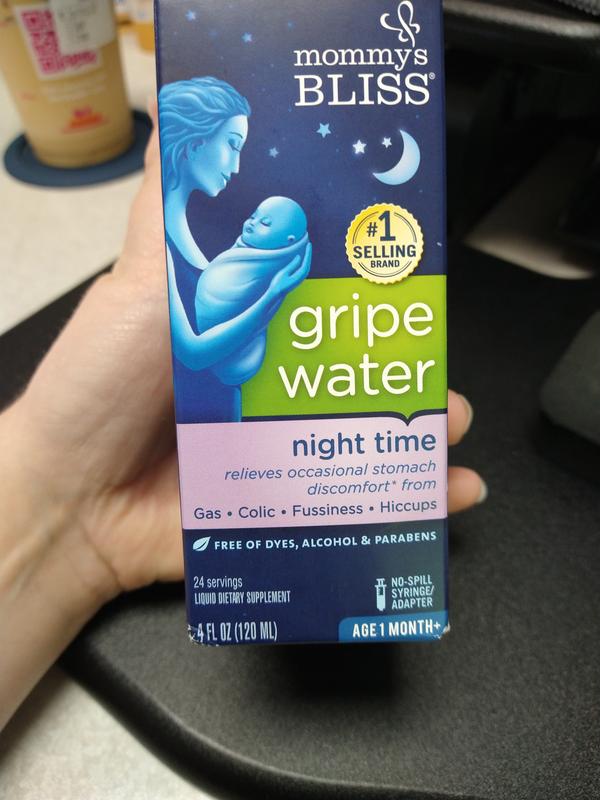 mommy's
BLISS®
#1
SELLING
BRAND
gripe
water
night time
relieves occasional stomach
discomfort* from
Gas • Colic • Fussiness • Hiccups
FREE OF DYES, ALCOHOL & PARABENS
24 servings
LIQUID DIETARY SUPPLEMENT
NO-SPILL
SYRINGE/
ADAPTER
4 FL OZ (120 ML)
AGE 1 MONTH+